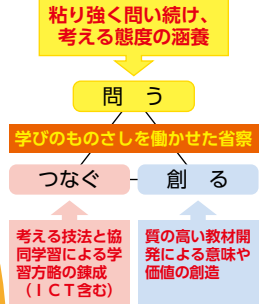 粘り強く問い続け、
考える態度の涵養
問　う
学びのものさしを働かせた省察
つなぐ
創　る
考える技法と協
同学習による学
習方略の錬成
（ＩＣＴ含む）
質の高い教材開
発による意味や
価値の創造